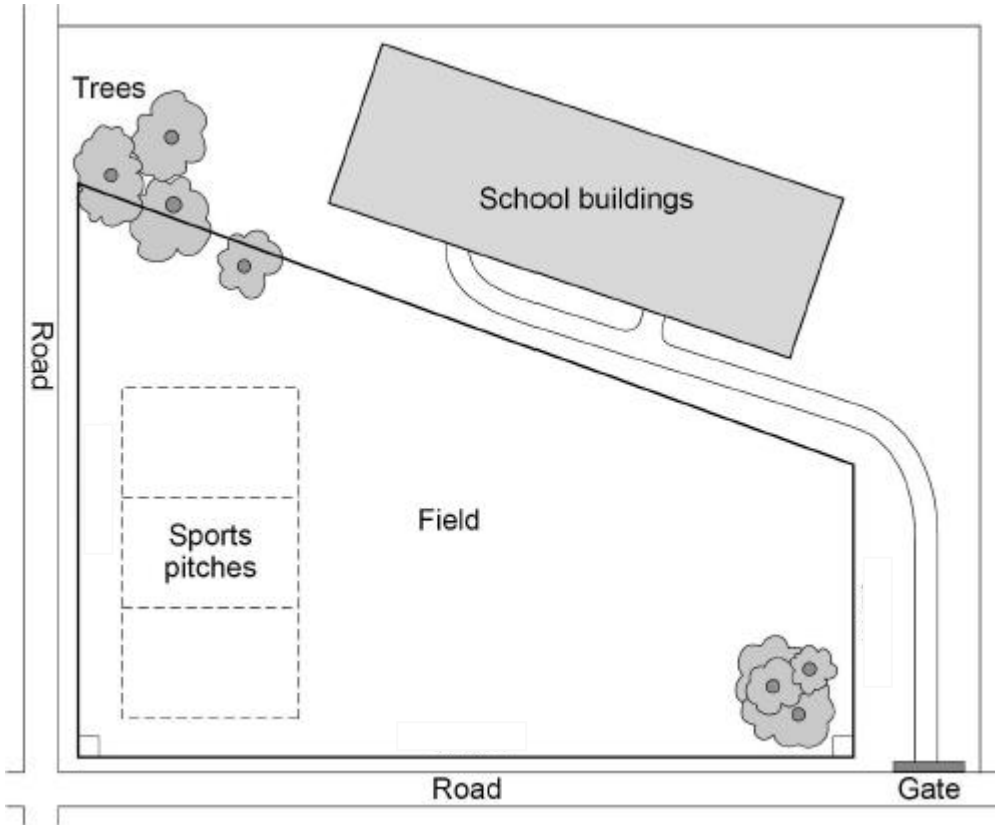 Trees
School buildings
Road
Field
Sports
pitches
Road
Gate